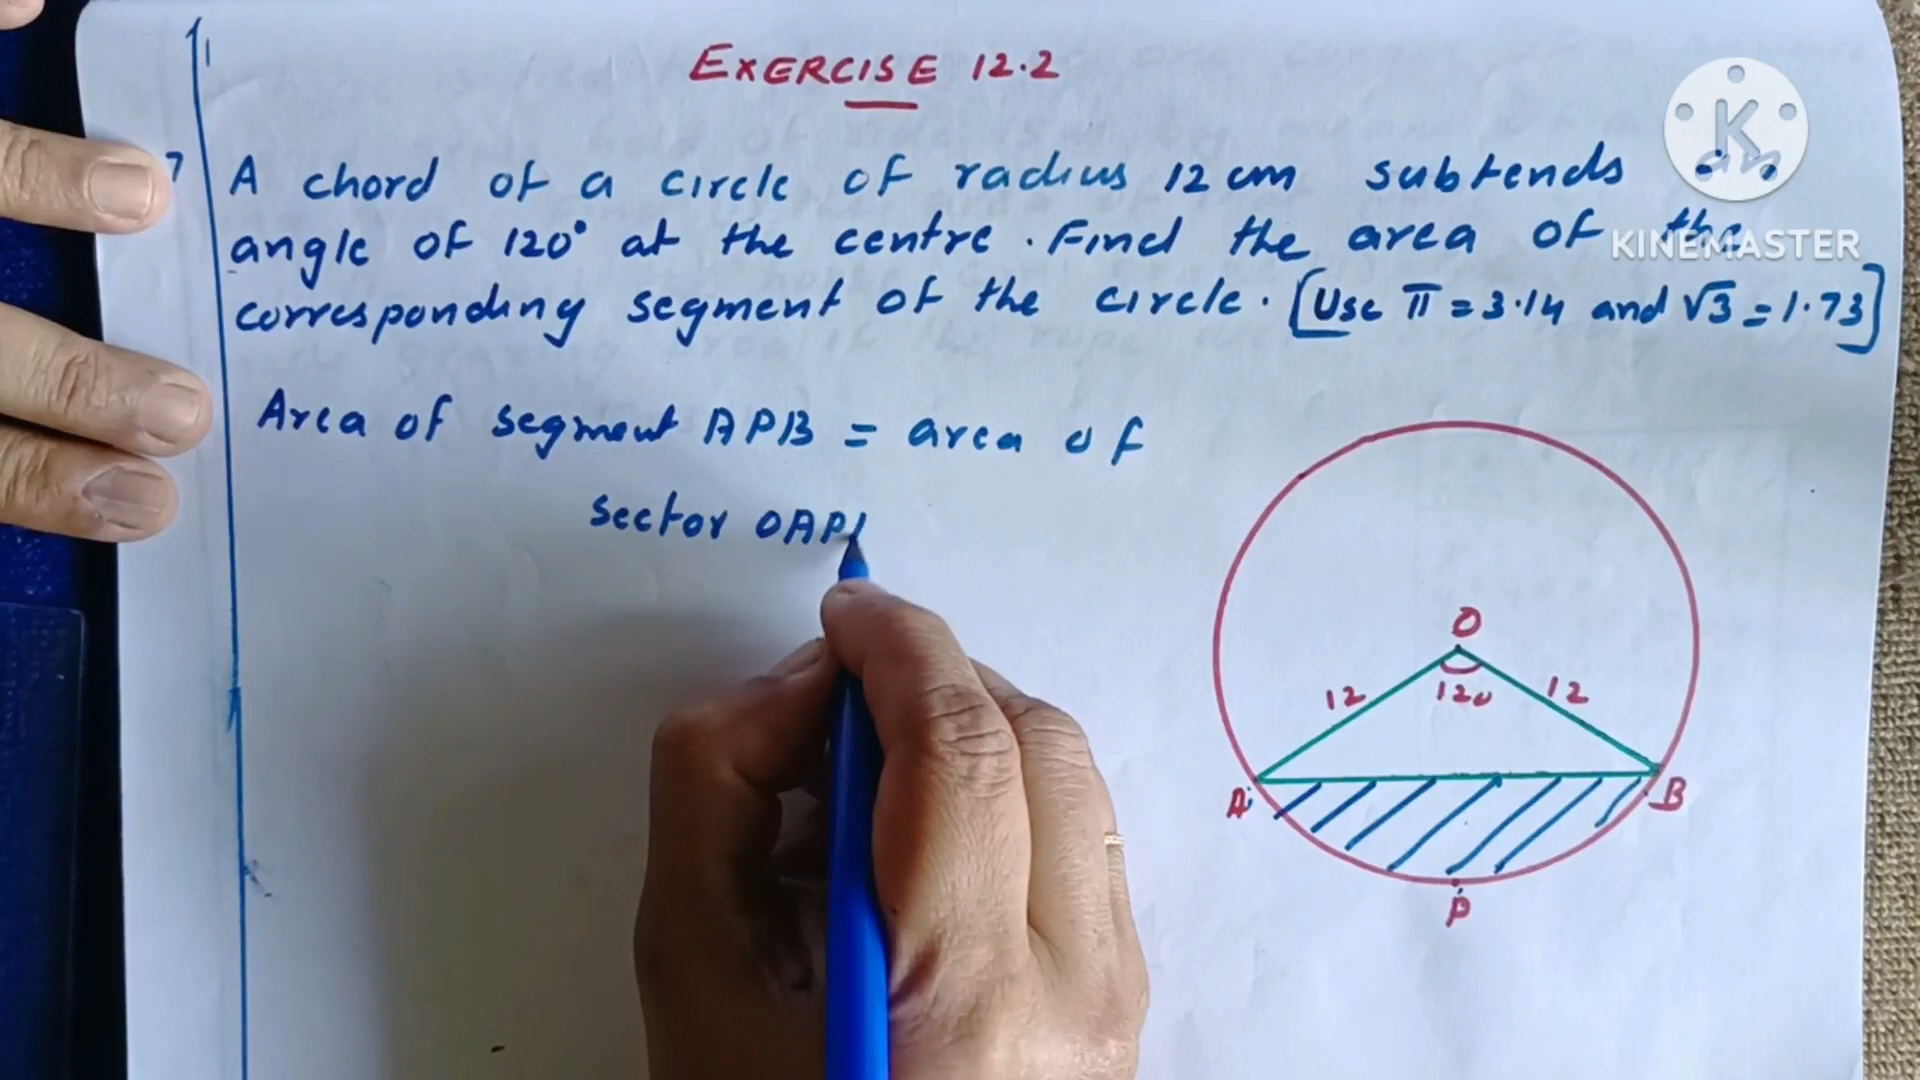 EXERCISE 12.2
7 A chord of a circle of radius 12 cm subtends an
angle of 120° at the centre. Find the area of the
corresponding segment of the circle. [Use π = 3.14 and √3 = 1.73]
Area of segment APB = area of
sector OAP
K
KINEMASTER
O
12 120 12
A B
P